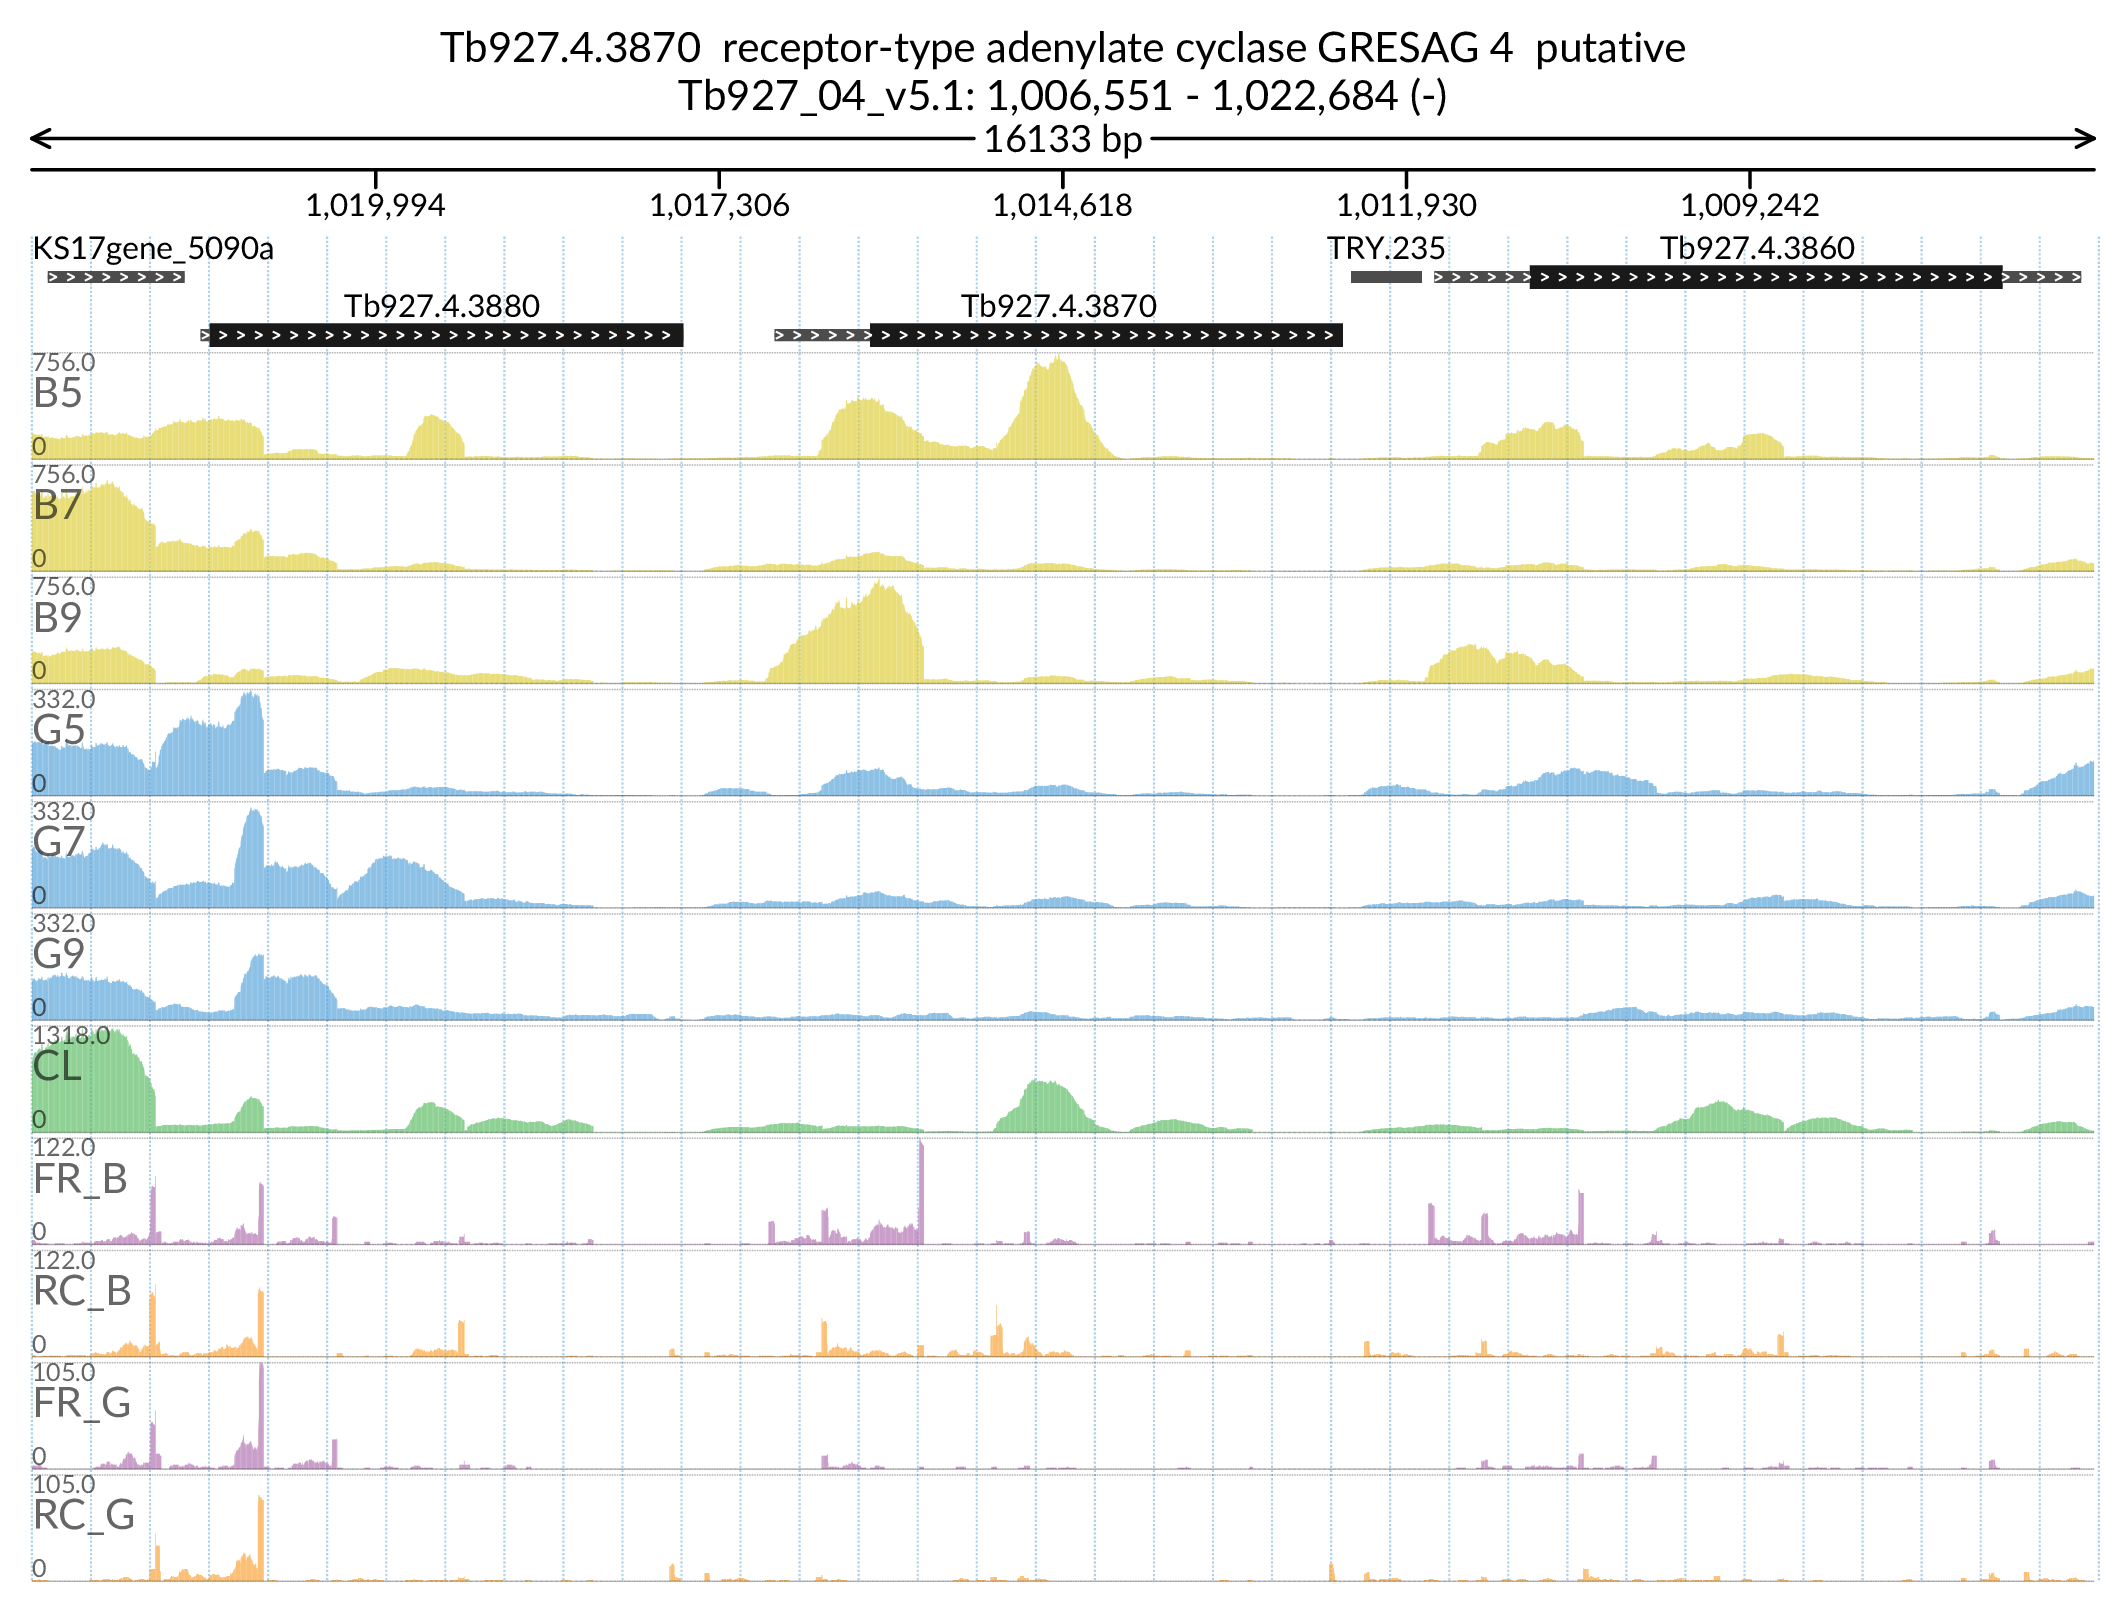 Tb927.4.3870 receptor-type adenylate cyclase GRESAG 4 putative
Tb927_04_v5.1: 1,006,551 - 1,022,684 (-)
16133 bp
1,019,994 1,017,306 1,014,618 1,011,930 1,009,242
KS17gene_5090a TRY.235 Tb927.4.3860
Tb927.4.3880 Tb927.4.3870
756.0
B5
0
756.0
B7
0
756.0
B9
0
332.0
G5
0
332.0
G7
0
332.0
G9
0
1318.0
CL
0
122.0
FR_B
0
122.0
RC_B
0
105.0
FR_G
0
105.0
RC_G
0